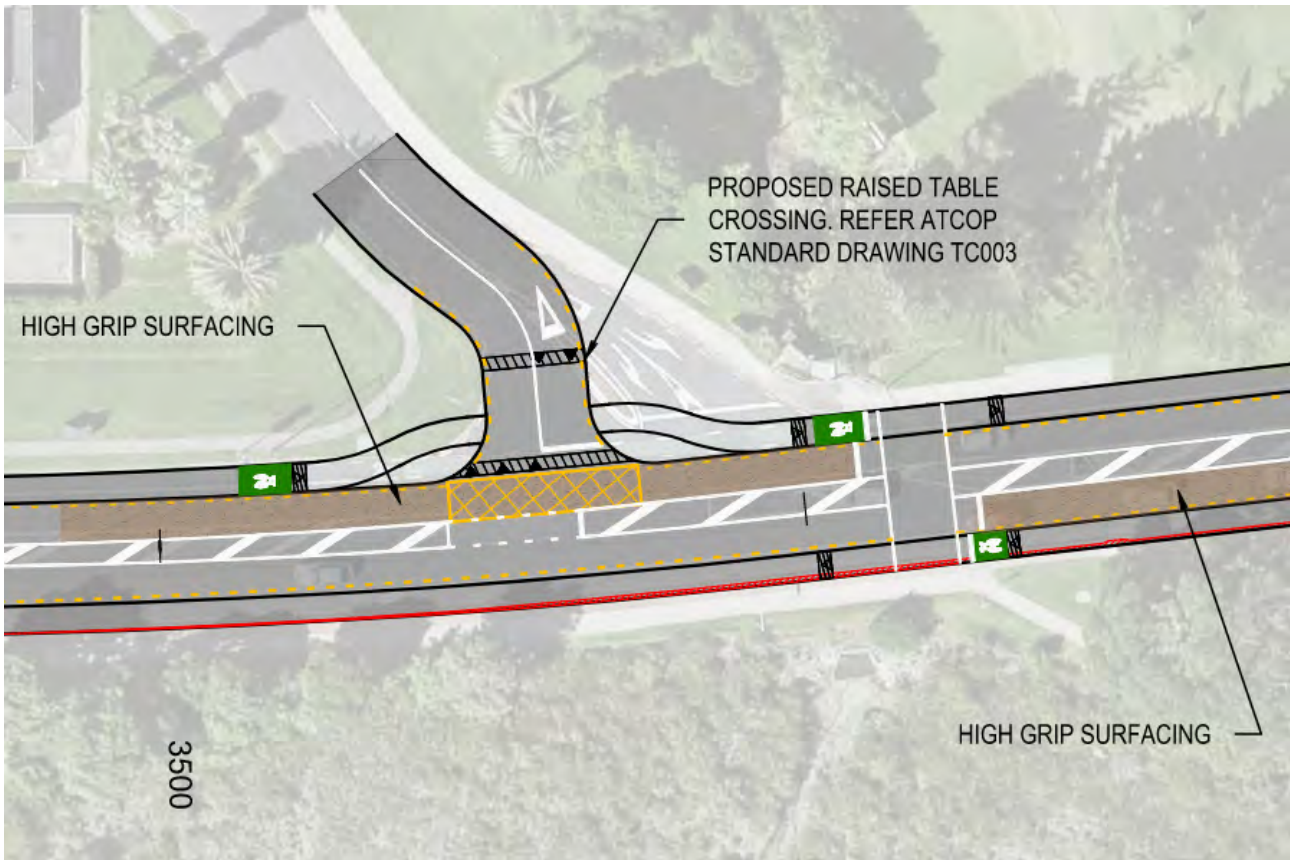 PROPOSED RAISED TABLE
CROSSING. REFER ATCOP
STANDARD DRAWING TC003
HIGH GRIP SURFACING
HIGH GRIP SURFACING
3500